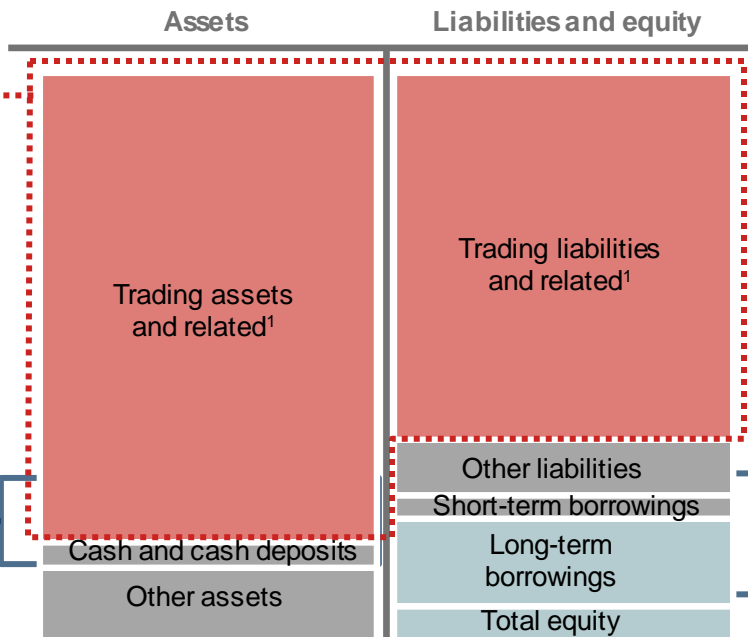 Assets
Liabilities and equity
Trading assets
and related¹
Cash and cash deposits
Other assets
Trading liabilities
and related¹
Other liabilities
Short-term borrowings
Long-term
borrowings
Total equity